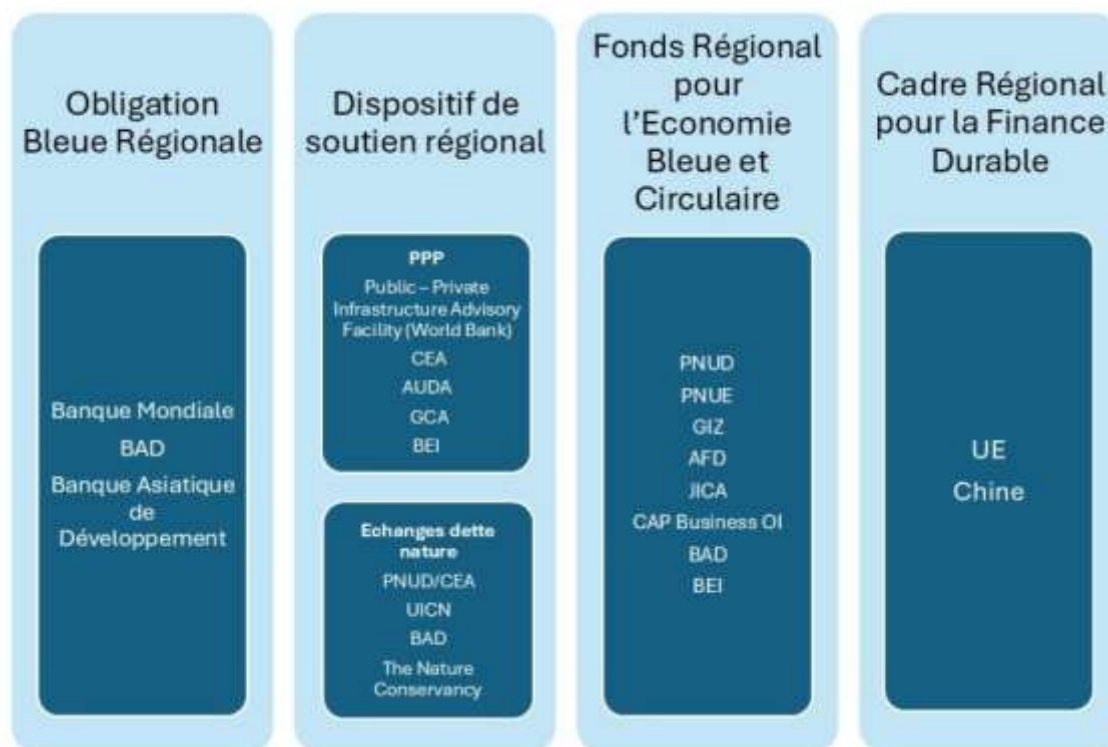 Obligation
Bleue Régionale
Banque Mondiale
BAD
Banque Asiatique
de
Développement
Dispositif de
soutien régional
PPP
Public – Private
Infrastructure Advisory
Facility (World Bank)
CEA
AUDA
GCA
BEI
Echanges dette
nature
PNUD/CEA
UICN
BAD
The Nature
Conservancy
Fonds Régional
pour
l'Economie
Bleue et
Circulaire
PNUD
PNUE
GIZ
AFD
JICA
CAP Business OI
BAD
BEI
Cadre Régional
pour la Finance
Durable
UE
Chine